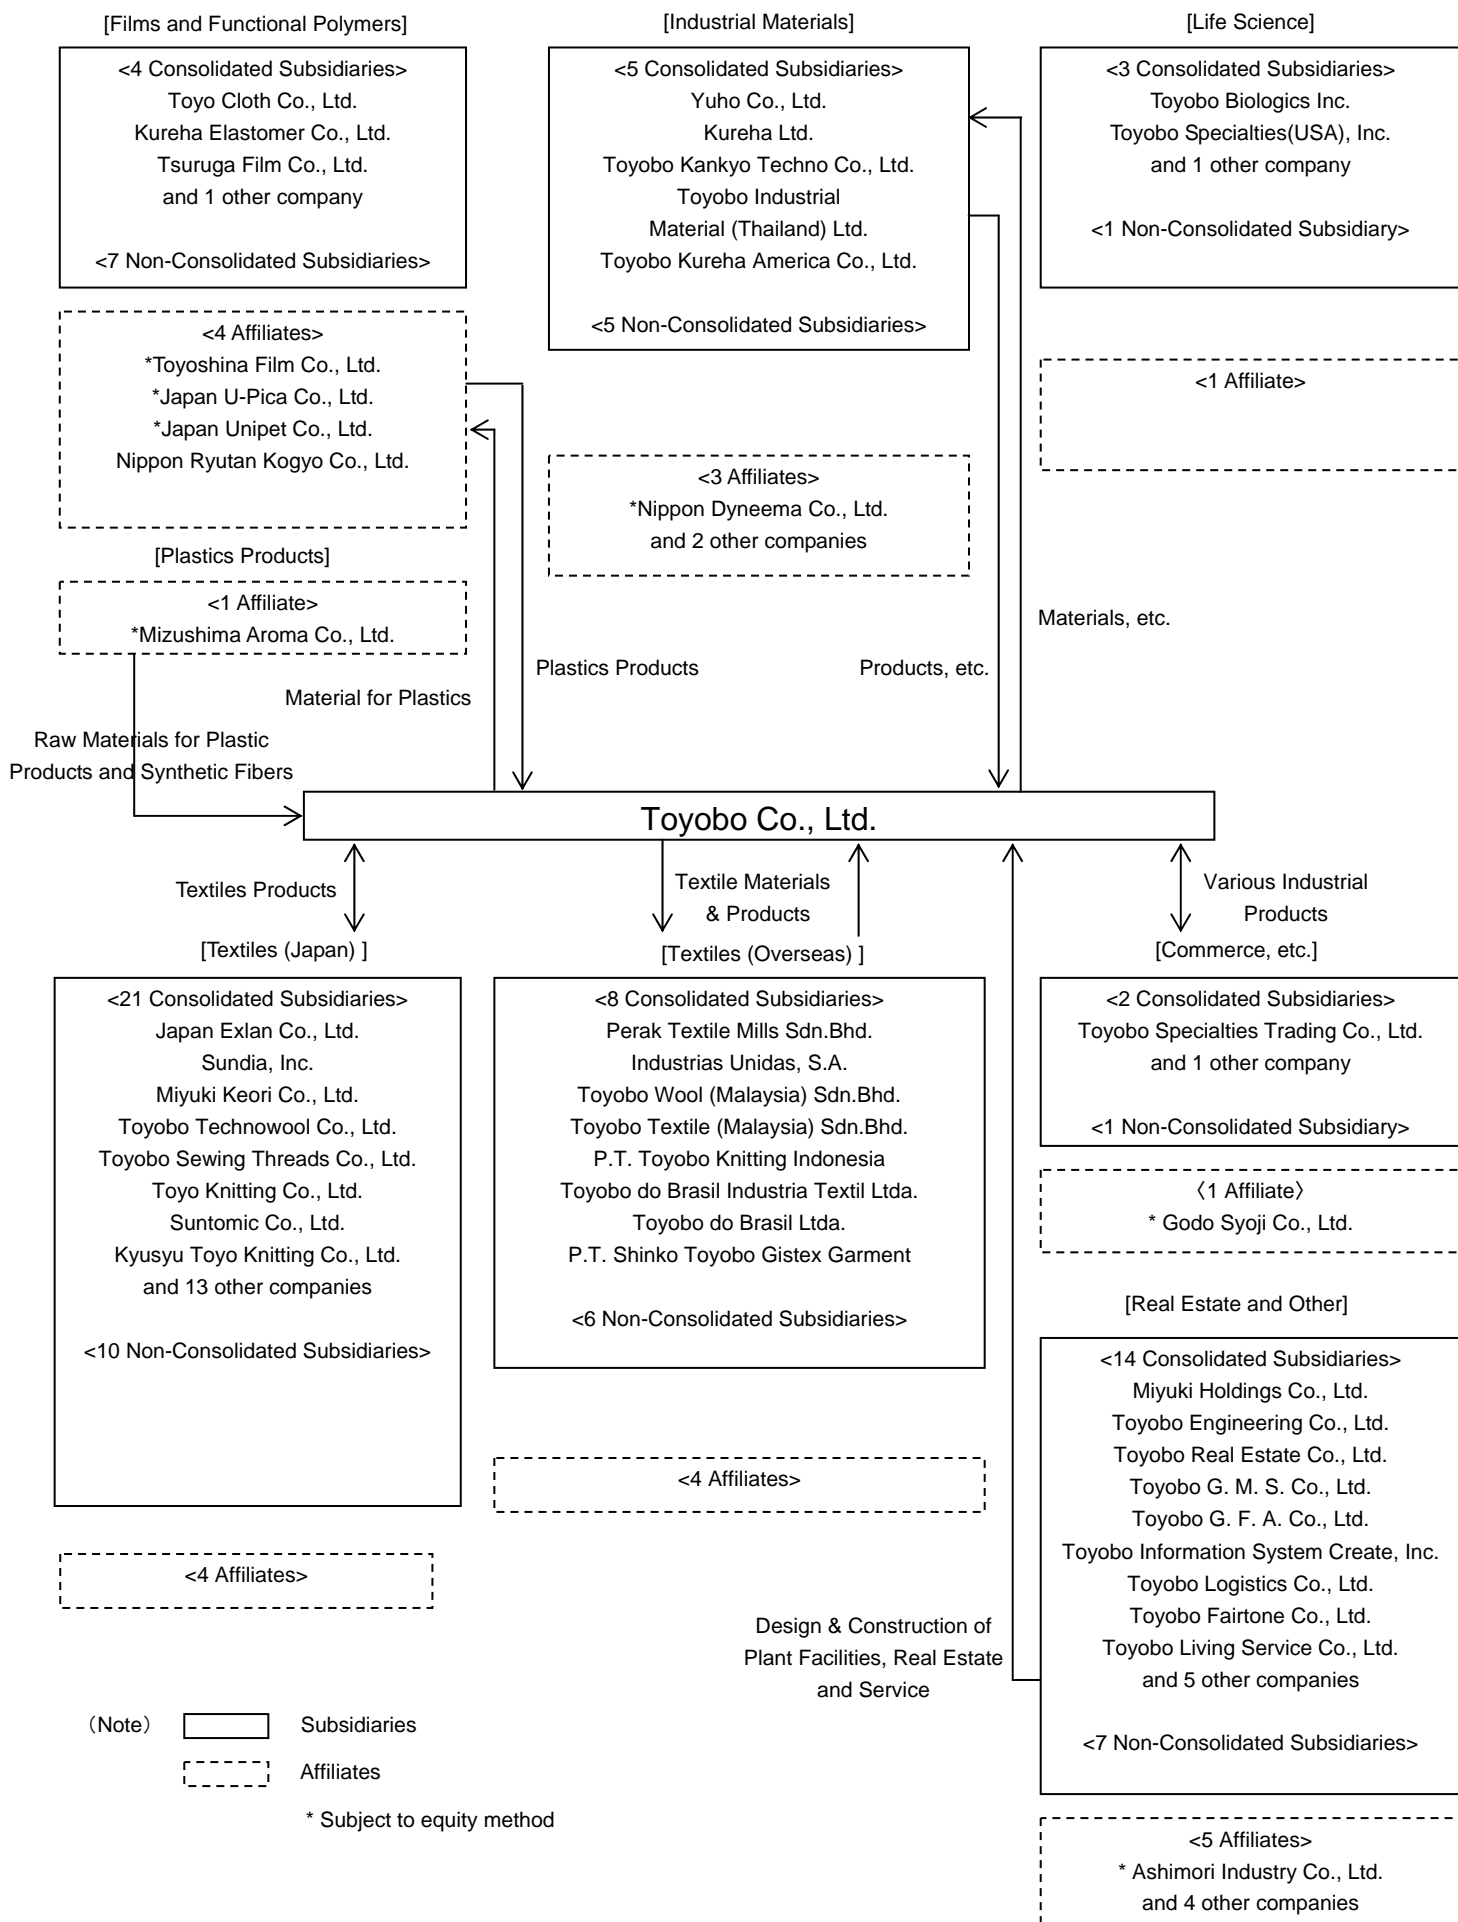 [Films and Functional Polymers]
<4 Consolidated Subsidiaries>
Toyo Cloth Co., Ltd.
Kureha Elastomer Co., Ltd.
Tsuruga Film Co., Ltd.
and 1 other company
<7 Non-Consolidated Subsidiaries>
<4 Affiliates>
*Toyoshina Film Co., Ltd.
*Japan U-Pica Co., Ltd.
*Japan Unipet Co., Ltd.
Nippon Ryutan Kogyo Co., Ltd.
[Plastics Products]
<1 Affiliate>
*Mizushima Aroma Co., Ltd.
[Industrial Materials]
<5 Consolidated Subsidiaries>
Yuho Co., Ltd.
Kureha Ltd.
Toyobo Kankyo Techno Co., Ltd.
Toyobo Industrial
Material (Thailand) Ltd.
Toyobo Kureha America Co., Ltd.
<5 Non-Consolidated Subsidiaries>
<3 Affiliates>
*Nippon Dyneema Co., Ltd.
and 2 other companies
[Life Science]
<3 Consolidated Subsidiaries>
Toyobo Biologics Inc.
Toyobo Specialties(USA), Inc.
and 1 other company
<1 Non-Consolidated Subsidiary>
<1 Affiliate>
Materials, etc.
Plastics Products
Products, etc.
Material for Plastics
Raw Materials for Plastic
Products and Synthetic Fibers
Toyobo Co., Ltd.
Textiles Products
Textile Materials
& Products
Various Industrial
Products
[Textiles (Japan) ]
<21 Consolidated Subsidiaries>
Japan Exlan Co., Ltd.
Sundia, Inc.
Miyuki Keori Co., Ltd.
Toyobo Technowool Co., Ltd.
Toyobo Sewing Threads Co., Ltd.
Toyo Knitting Co., Ltd.
Suntomic Co., Ltd.
Kyusyu Toyo Knitting Co., Ltd.
and 13 other companies
<10 Non-Consolidated Subsidiaries>
<4 Affiliates>
[Textiles (Overseas) ]
<8 Consolidated Subsidiaries>
Perak Textile Mills Sdn.Bhd.
Industrias Unidas, S.A.
Toyobo Wool (Malaysia) Sdn.Bhd.
Toyobo Textile (Malaysia) Sdn.Bhd.
P.T. Toyobo Knitting Indonesia
Toyobo do Brasil Industria Textil Ltda.
Toyobo do Brasil Ltda.
P.T. Shinko Toyobo Gistex Garment
<6 Non-Consolidated Subsidiaries>
<4 Affiliates>
[Commerce, etc.]
<2 Consolidated Subsidiaries>
Toyobo Specialties Trading Co., Ltd.
and 1 other company
<1 Non-Consolidated Subsidiary>
〈1 Affiliate〉
* Godo Syoji Co., Ltd.
[Real Estate and Other]
<14 Consolidated Subsidiaries>
Miyuki Holdings Co., Ltd.
Toyobo Engineering Co., Ltd.
Toyobo Real Estate Co., Ltd.
Toyobo G. M. S. Co., Ltd.
Toyobo G. F. A. Co., Ltd.
Toyobo Information System Create, Inc.
Toyobo Logistics Co., Ltd.
Toyobo Fairtone Co., Ltd.
Toyobo Living Service Co., Ltd.
and 5 other companies
<7 Non-Consolidated Subsidiaries>
<5 Affiliates>
* Ashimori Industry Co., Ltd.
and 4 other companies
Design & Construction of
Plant Facilities, Real Estate
and Service
（Note） Subsidiaries
Affiliates
* Subject to equity method